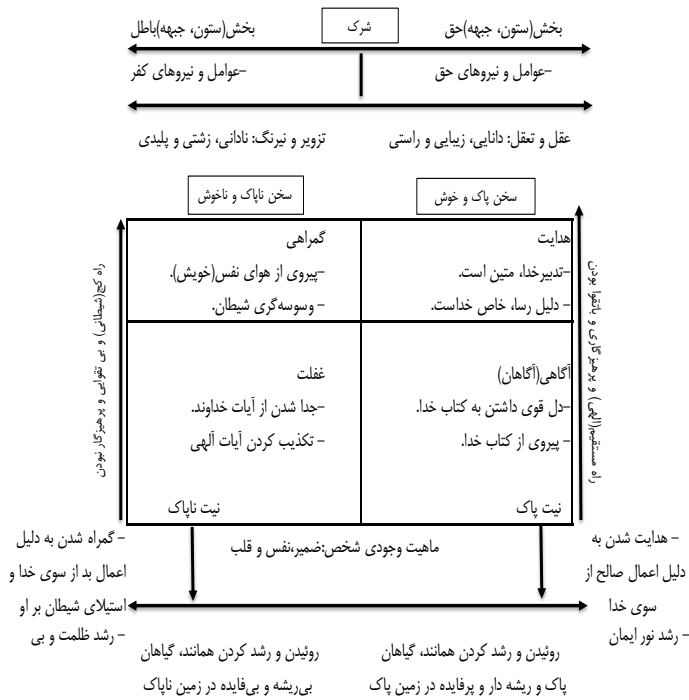 بخش(ستون، جبهه)حق
شرک
بخش(ستون، جبهه)باطل
-عوامل و نیروهای حق
-عوامل و نیروهای کفر
عقل و تعقل: دانایی، زیبایی و راستی
تزویر و نیرنگ: نادانی، زشتی و پلیدی
سخن پاک و خوش
سخن ناپاک و ناخوش
راه مستقیم(الهی) و پرهیزگاری و باتقوا بودن
هدایت
-تدبیرخدا، متین است.
- دلیل رسا، خاص خداست.
گمراهی
-پیروی از هوای نفس(خویش).
- وسوسه‌گری شیطان.
راه کج(شیطانی) و بی تقوایی و پرهیزگار نبودن
آگاهی(آگاهان)
-دل قوی داشتن به کتاب خدا.
- پیروی از کتاب خدا.
نیت پاک
غفلت
-جدا شدن از آیات خداوند.
- تکذیب کردن آیات آلهی
نیت ناپاک
ماهیت وجودی شخص:ضمیر،نفس و قلب
- هدایت شدن به
دلیل اعمال صالح از
سوی خدا
- رشد نور ایمان
- گمراه شدن به دلیل
اعمال بد از سوی خدا و
استیلای شیطان بر او
- رشد ظلمت و بی
روئیدن و رشد کردن همانند، گیاهان
پاک و ریشه دار و پرفایده در زمین پاک
روئیدن و رشد کردن همانند، گیاهان
بی‌ریشه و بی‌فایده در زمین ناپاک